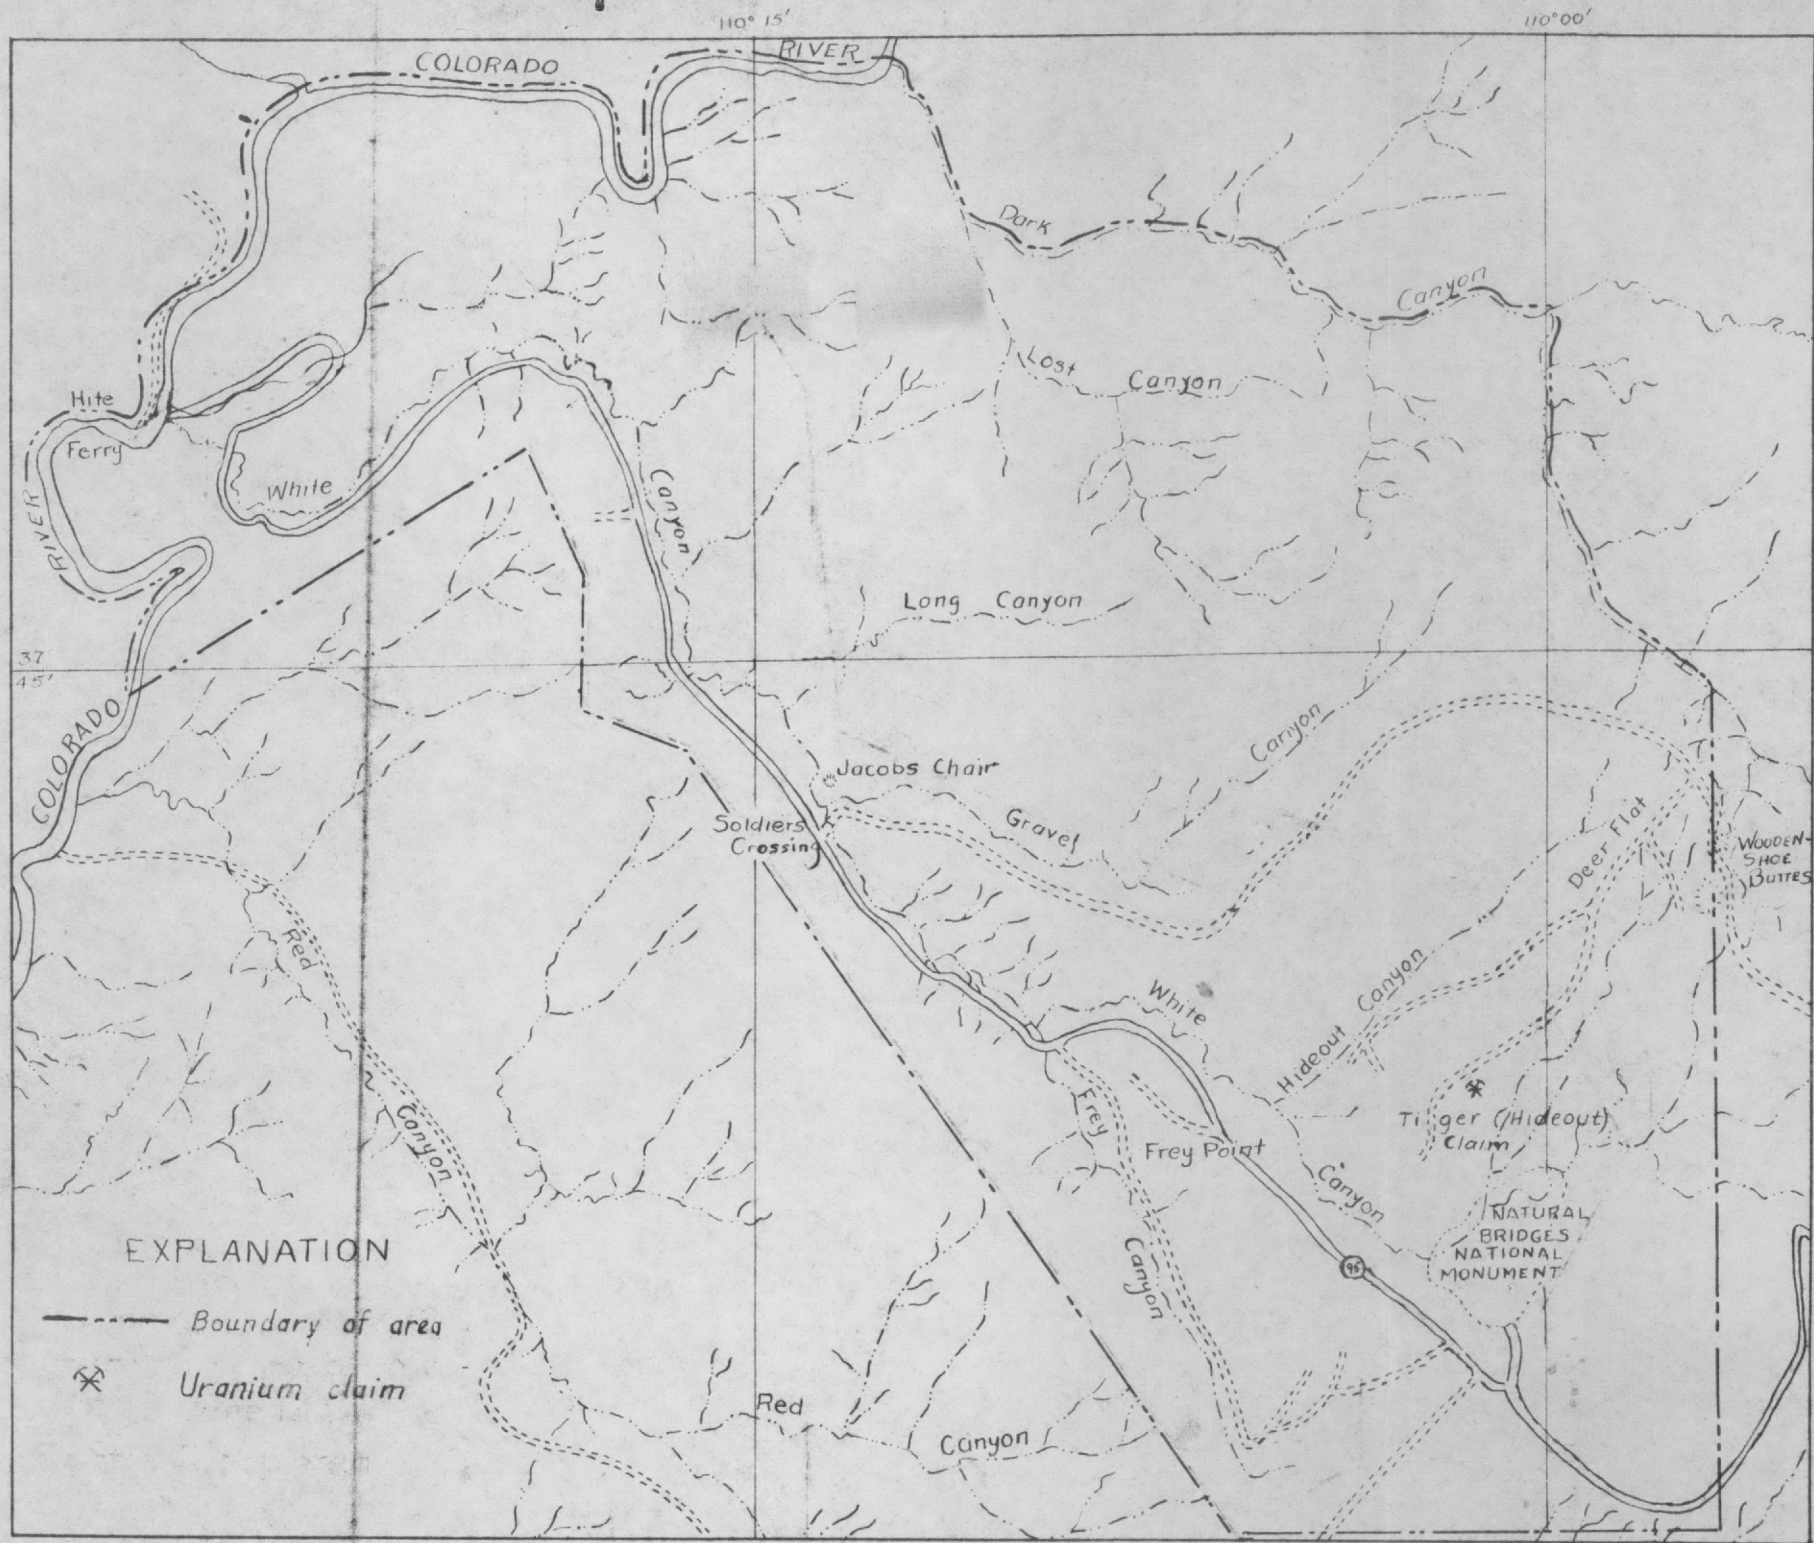 110° 15'
110° 00'
COLORADO
RIVER
Dark
Canyon
Hite
Ferry
White
Canyon
Lost Canyon
RIVER
Long Canyon
37
45'
COLORADO
Canyon
Jacobs Chair
Gravel
Soldiers
Crossing
Deer Flat
WOODEN-
SHOE
BUTTES
Red
Canyon
White
Hideout Canyon
Frey
Tiger (Hideout)
Claim
Frey Point
Canyon
Canyon
NATURAL
BRIDGES
NATIONAL
MONUMENT
95
EXPLANATION
Boundary of area
Uranium claim
Red
Canyon